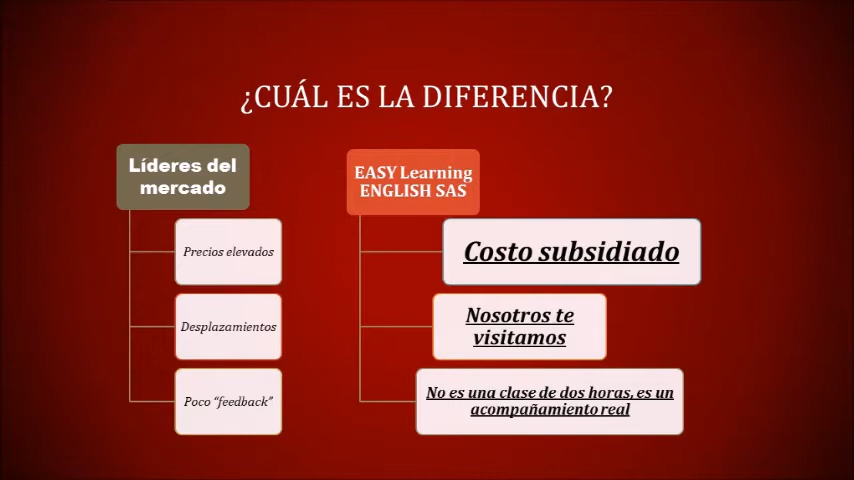 ¿CUÁL ES LA DIFERENCIA?
Líderes del
mercado
Precios elevados
Desplazamientos
Poco “feedback”
EASY Learning
ENGLISH SAS
Costo subsidiado
Nosotros te
visitamos
No es una clase de dos horas, es un
acompañamiento real